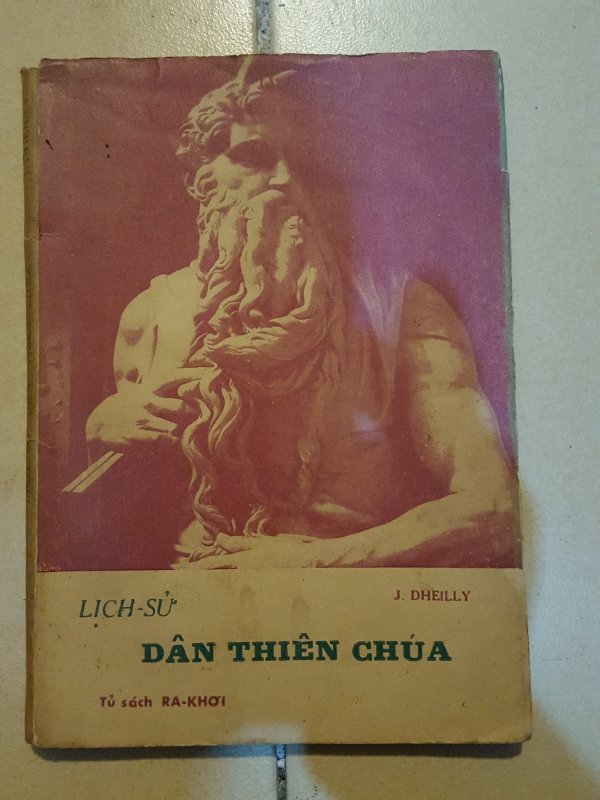 LỊCH-SỬ
J. DHEILLY
DÂN THIÊN CHÚA
Tủ sách RA-KHƠI